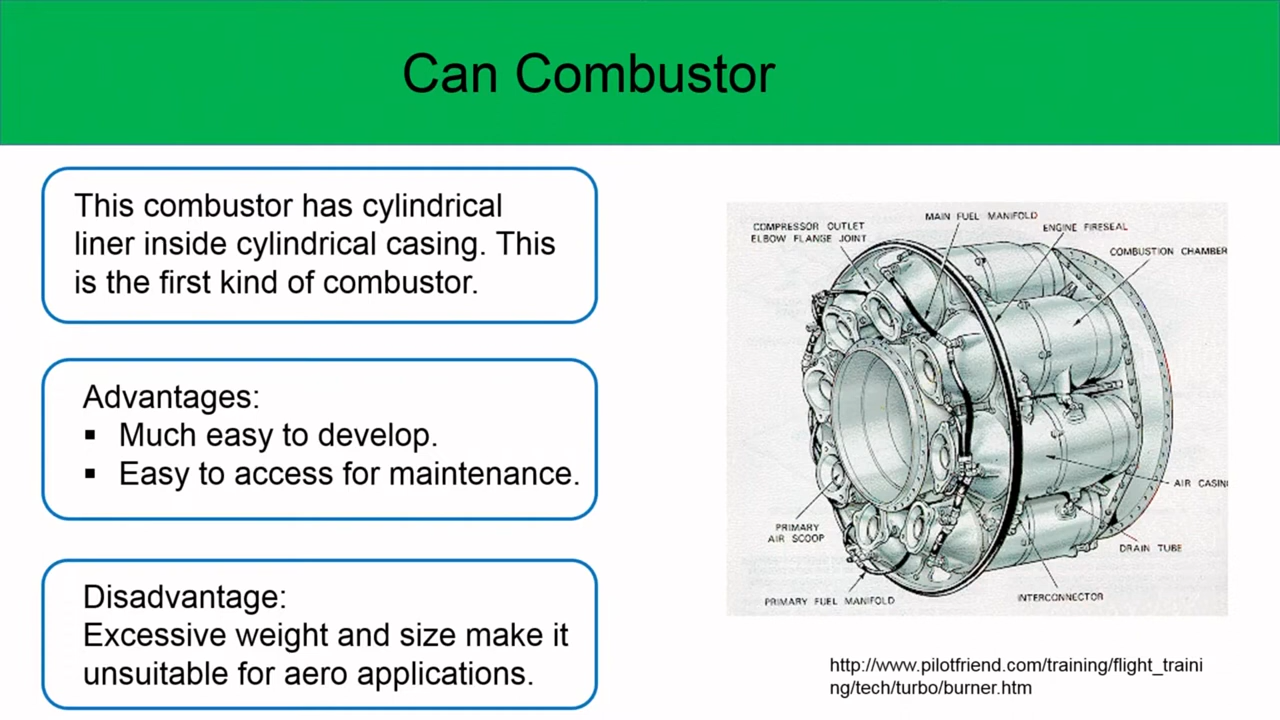 Can Combustor
This combustor has cylindrical
liner inside cylindrical casing. This
is the first kind of combustor.
Advantages:
▪ Much easy to develop.
▪ Easy to access for maintenance.
Disadvantage:
Excessive weight and size make it
unsuitable for aero applications.
MAIN FUEL MANIFOLD
COMPRESSOR OUTLET
ELBOW FLANGE JOINT
ENGINE FIRESEAL
COMBUSTION CHAMBER
AIR CASIN
PRIMARY
AIR SCOOP
DRAIN TUBE
PRIMARY FUEL MANIFOLD
INTERCONNECTOR
http://www.pilotfriend.com/training/flight_traini
ng/tech/turbo/burner.htm